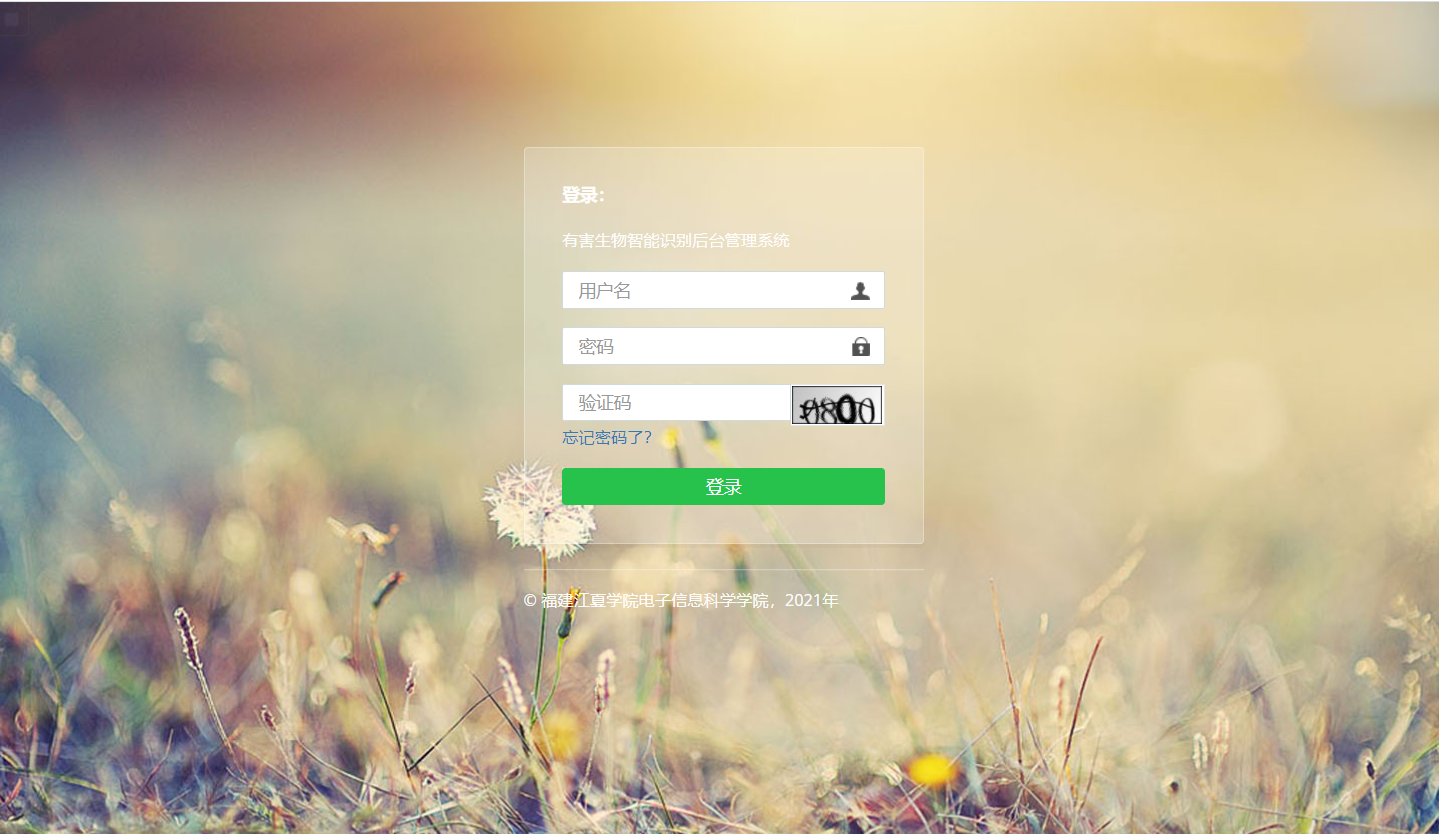 登录：
有害生物智能识别后台管理系统
用户名
密码
验证码
忘记密码了？
登录
© 福建江夏学院电子信息科学学院，2021年